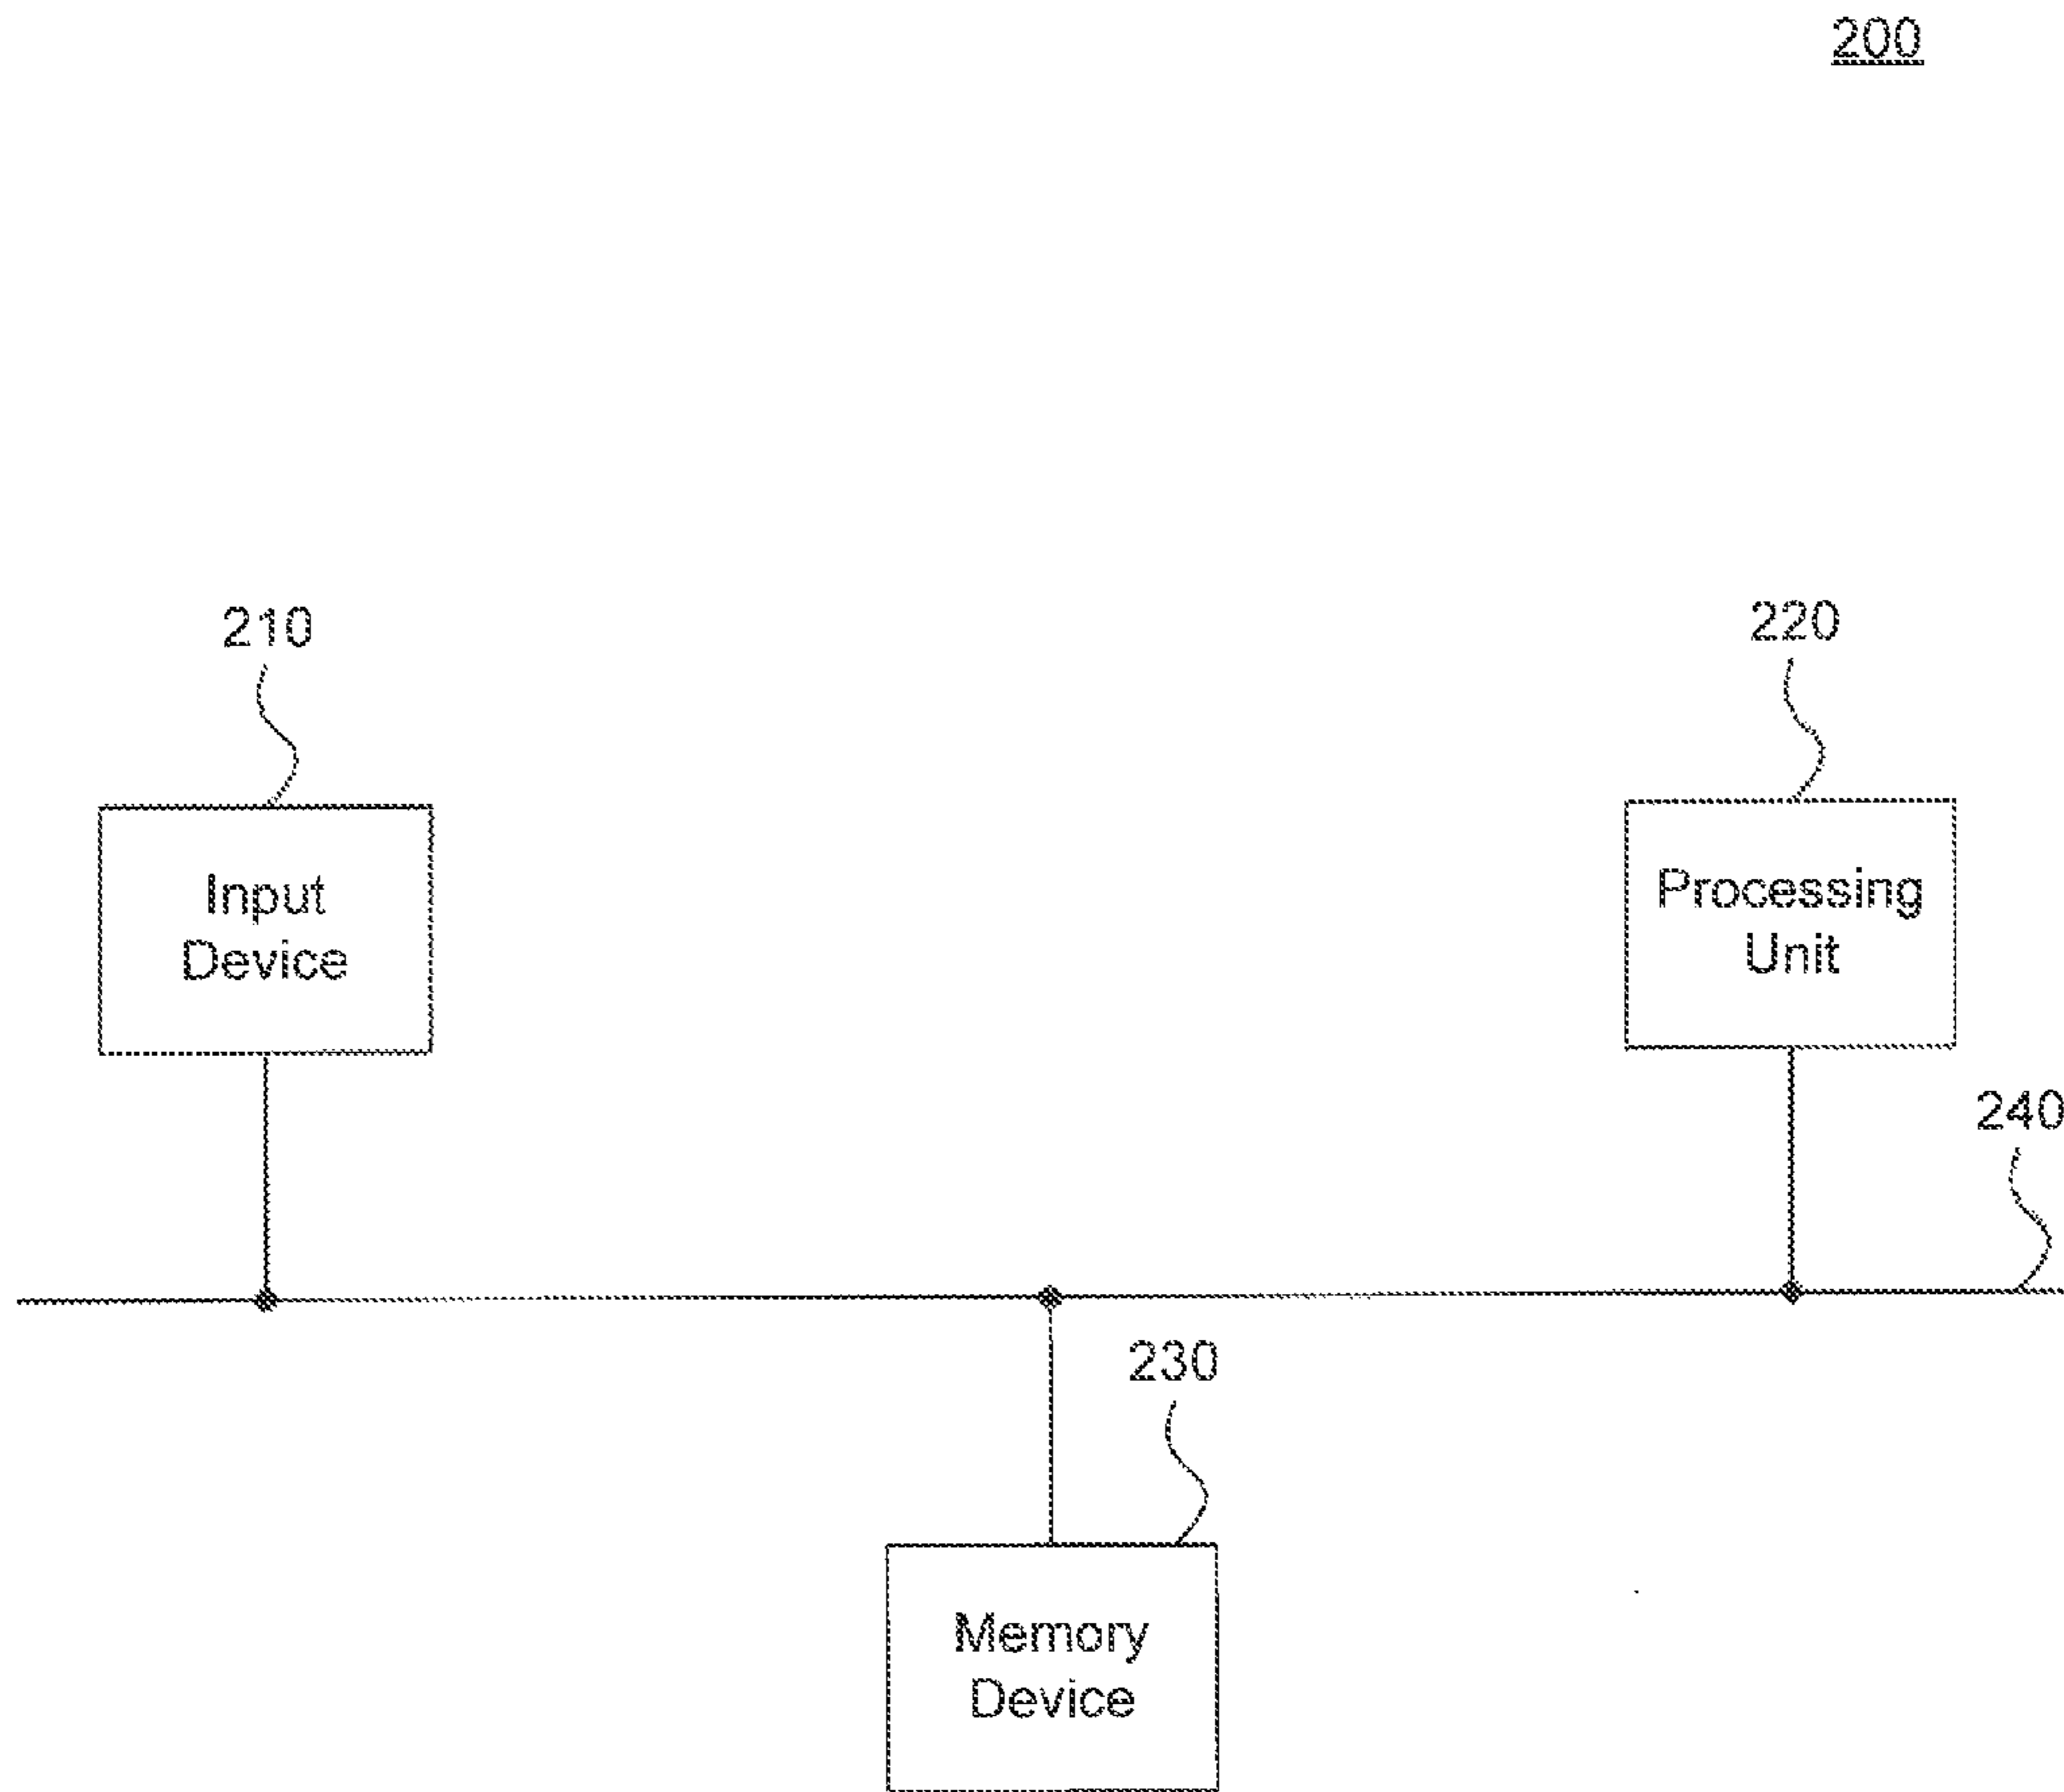 200
210
220
Input
Device
Processing
Unit
240
230
Memory
Device